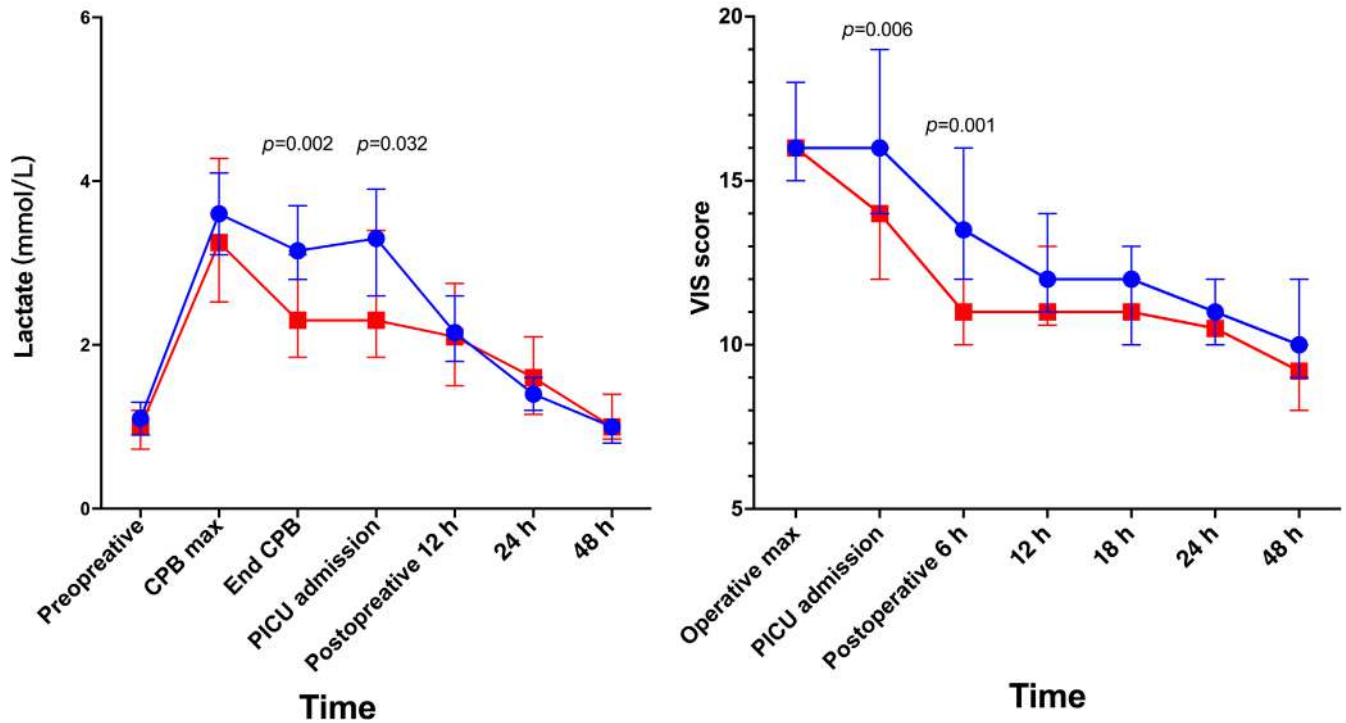 Lactate (mmol/L)
6
4
2
0
p=0.002
p=0.032
Preopreative
CPB max
End CPB
PICU admission
Postopreative 12 h
24 h
48 h
Time
VIS score
20
15
10
5
p=0.006
p=0.001
Operative max
PICU admission
Postoperative 6 h
12 h
18 h
24 h
48 h
Time